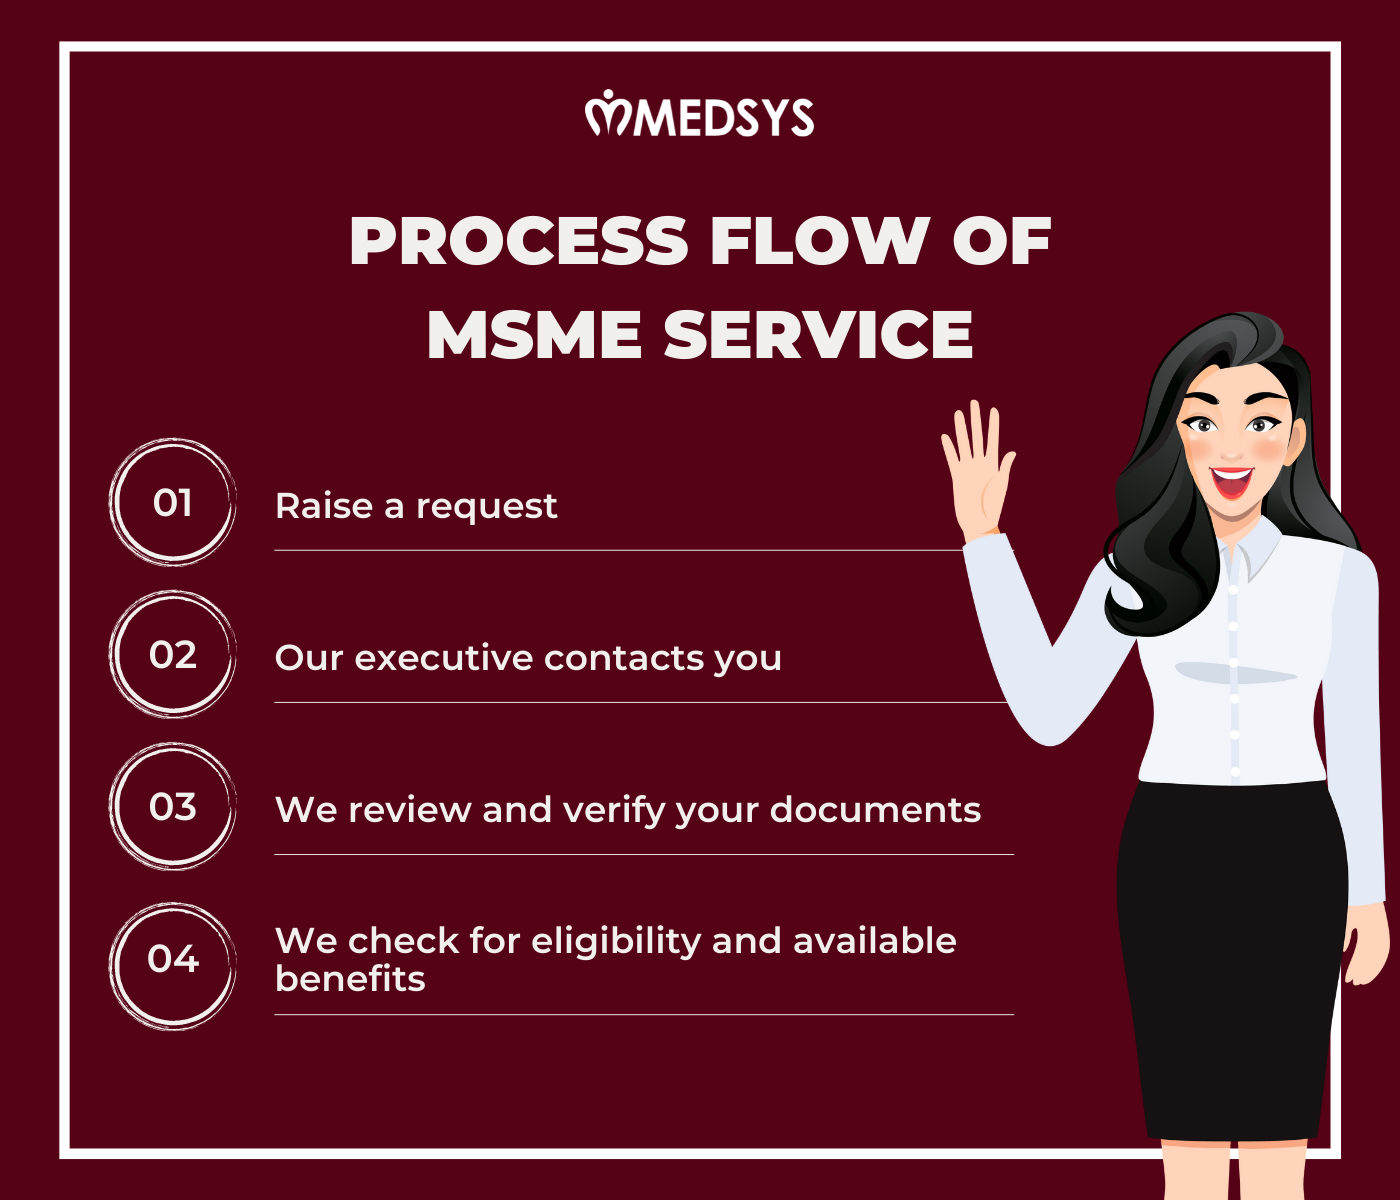 MEDSYS
PROCESS FLOW OF
MSME SERVICE
01
Raise a request
02
Our executive contacts you
03
We review and verify your documents
04
We check for eligibility and available
benefits